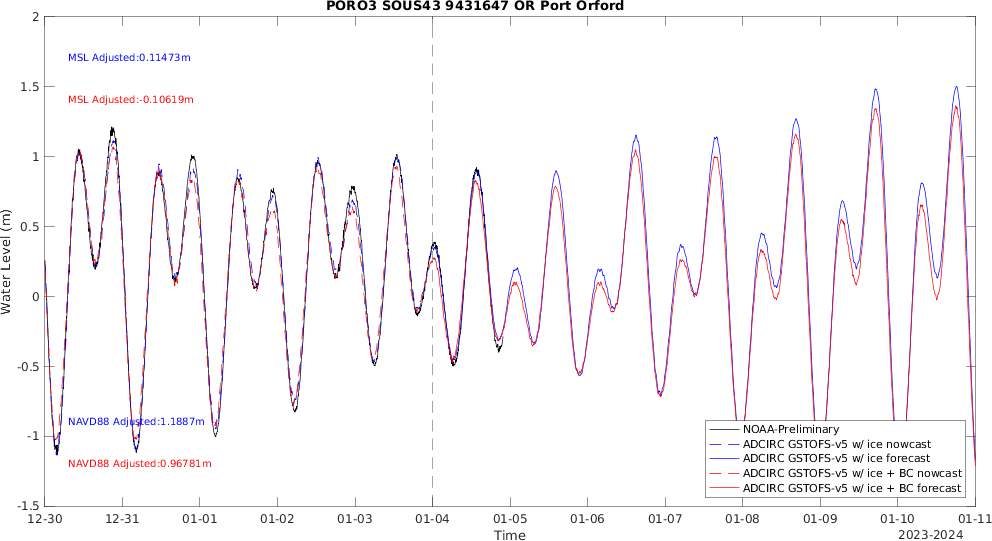 PORO3 SOUS43 9431647 OR Port Orford
MSL Adjusted:0.11473m
MSL Adjusted:-0.10619m
NAVD88 Adjusted:1.1887m
NAVD88 Adjusted:0.96781m
Water Level (m)
2
1.5
1
0.5
0
-0.5
-1
-1.5
NOAA-Preliminary
ADCIRC GSTOFS-v5 w/ ice nowcast
ADCIRC GSTOFS-v5 w/ ice forecast
ADCIRC GSTOFS-v5 w/ ice + BC nowcast
ADCIRC GSTOFS-v5 w/ ice + BC forecast
12-30 12-31 01-01 01-02 01-03 01-04 01-05 01-06 01-07 01-08 01-09 01-10 01-11
Time
2023-2024